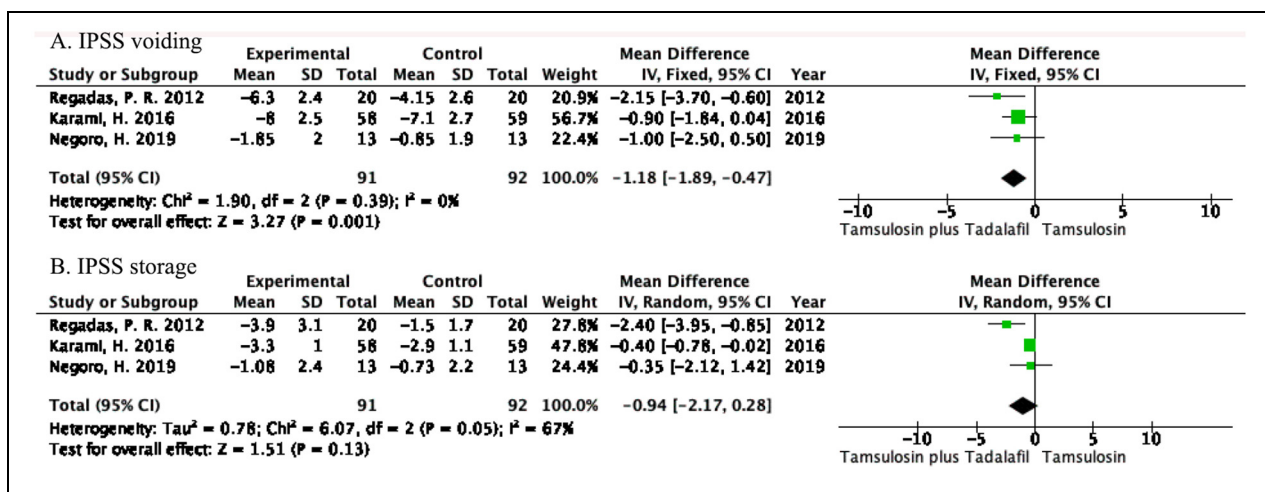 A. IPSS voiding
Experimental Control Mean Difference Mean Difference
Study or Subgroup Mean SD Total Mean SD Total Weight IV, Fixed, 95% CI Year IV, Fixed, 95% CI
Regadas, P. R. 2012 −6.3 2.4 20 −4.15 2.6 20 20.9% −2.15 [−3.70, −0.60] 2012
Karami, H. 2016 −8 2.5 58 −7.1 2.7 59 56.7% −0.90 [−1.84, 0.04] 2016
Negoro, H. 2019 −1.85 2 13 −0.85 1.9 13 22.4% −1.00 [−2.50, 0.50] 2019
Total (95% CI) 91 92 100.0% −1.18 [−1.89, −0.47]
Heterogeneity: Chi² = 1.90, df = 2 (P = 0.39); I² = 0%
Test for overall effect: Z = 3.27 (P = 0.001)
−10 −5 0 5 10
Tamsulosin plus Tadalafil Tamsulosin
B. IPSS storage
Experimental Control Mean Difference Mean Difference
Study or Subgroup Mean SD Total Mean SD Total Weight IV, Random, 95% CI Year IV, Random, 95% CI
Regadas, P. R. 2012 −3.9 3.1 20 −1.5 1.7 20 27.8% −2.40 [−3.95, −0.85] 2012
Karami, H. 2016 −3.3 1 58 −2.9 1.1 59 47.8% −0.40 [−0.78, −0.02] 2016
Negoro, H. 2019 −1.08 2.4 13 −0.73 2.2 13 24.4% −0.35 [−2.12, 1.42] 2019
Total (95% CI) 91 92 100.0% −0.94 [−2.17, 0.28]
Heterogeneity: Tau² = 0.78; Chi² = 6.07, df = 2 (P = 0.05); I² = 67%
Test for overall effect: Z = 1.51 (P = 0.13)
−10 −5 0 5 10
Tamsulosin plus Tadalafil Tamsulosin